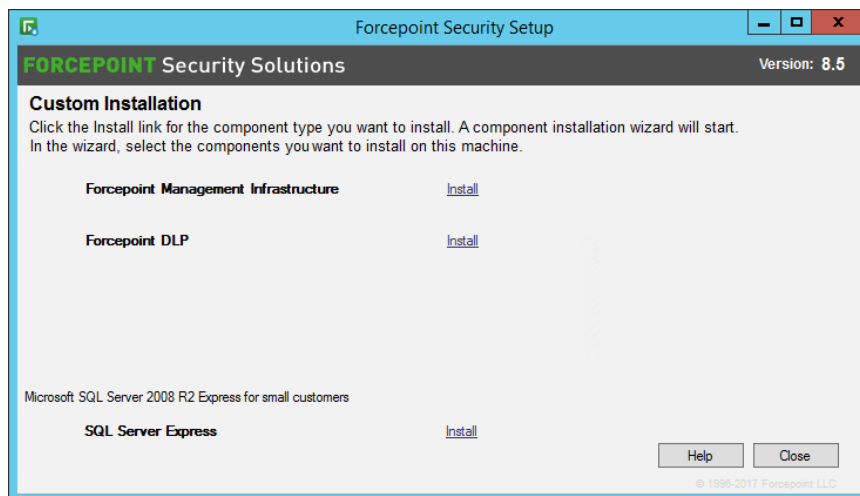 Forcepoint Security Setup
FORCEPOINT Security Solutions
Version: 8.5
Custom Installation
Click the Install link for the component type you want to install. A component installation wizard will start.
In the wizard, select the components you want to install on this machine.
Forcepoint Management Infrastructure Install
Forcepoint DLP Install
Microsoft SQL Server 2008 R2 Express for small customers
SQL Server Express Install
Help Close
© 1996-2017 Forcepoint LLC